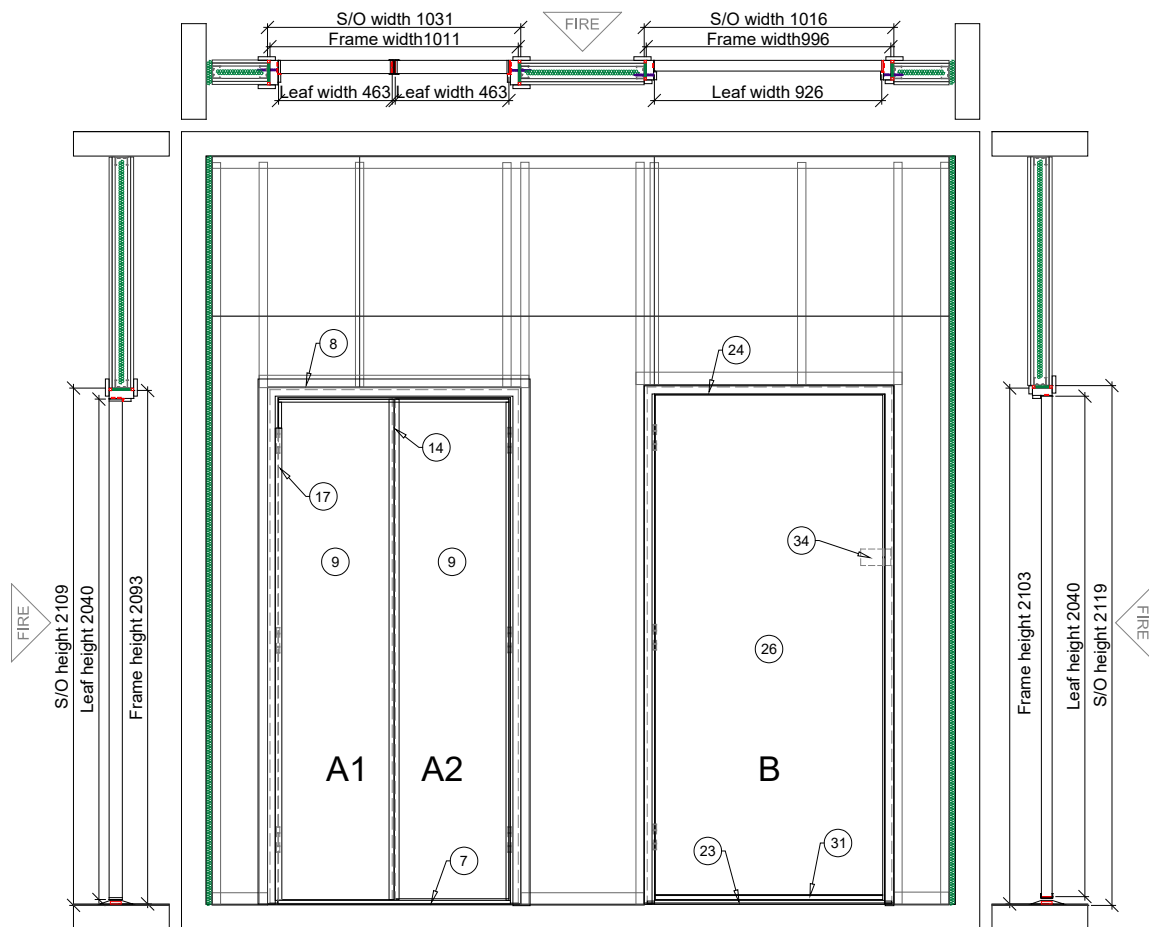 S/O width 1031
FIRE
S/O width 1016
Frame width1011
Frame width996
Leaf width 463
Leaf width 463
Leaf width 926
8
24
14
17
9
9
34
26
S/O height 2109
Leaf height 2040
Frame height 2093
FIRE
Frame height 2103
Leaf height 2040
S/O height 2119
FIRE
A1
A2
B
7
23
31